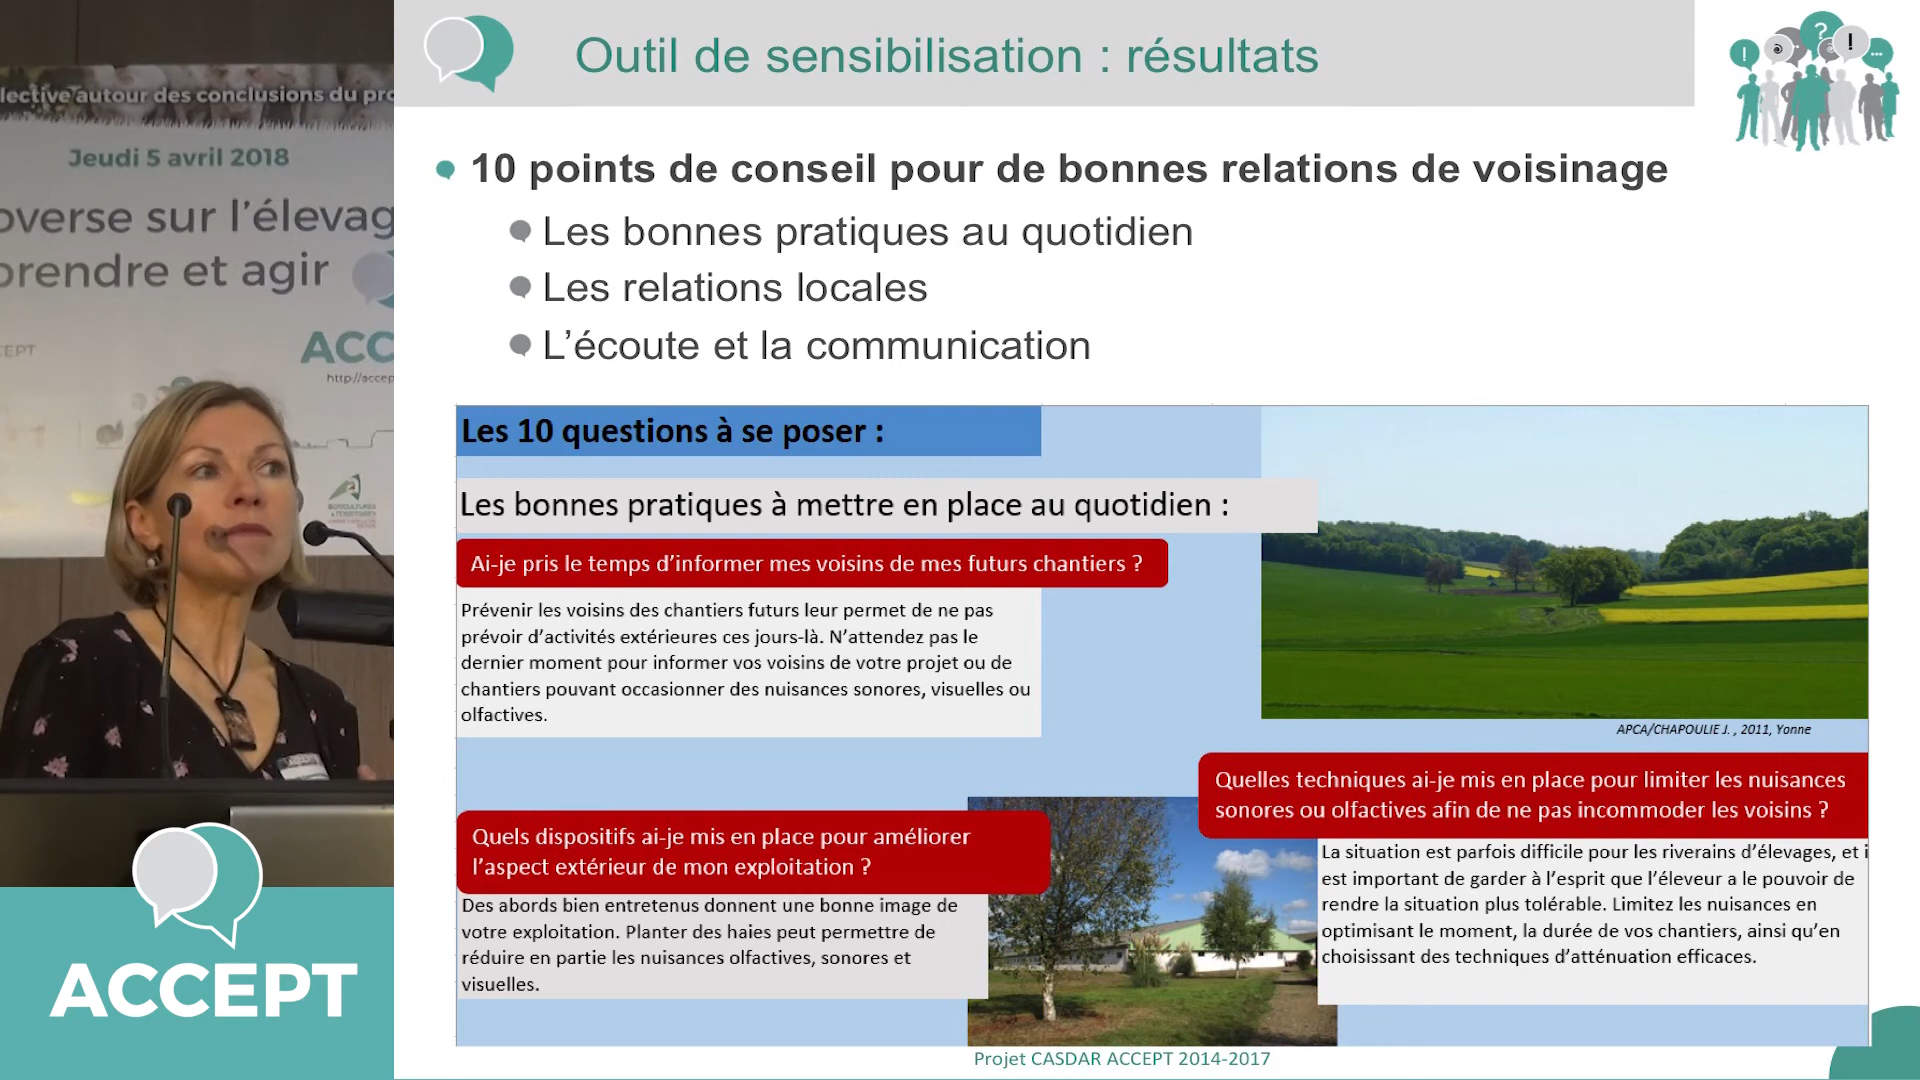 lective autour des conclusions du pro
Jeudi 5 avril 2018
overse sur l'élevag
prendre et agir
ACC
http://accep
EPT
AGRICULTURES
& TERRITOIRES
ACCEPT
Outil de sensibilisation : résultats
10 points de conseil pour de bonnes relations de voisinage
Les bonnes pratiques au quotidien
Les relations locales
L'écoute et la communication
Les 10 questions à se poser :
Les bonnes pratiques à mettre en place au quotidien :
Ai-je pris le temps d'informer mes voisins de mes futurs chantiers ?
Prévenir les voisins des chantiers futurs leur permet de ne pas
prévoir d'activités extérieures ces jours-là. N'attendez pas le
dernier moment pour informer vos voisins de votre projet ou de
chantiers pouvant occasionner des nuisances sonores, visuelles ou
olfactives.
APCA/CHAPOULIE J. , 2011, Yonne
Quels dispositifs ai-je mis en place pour améliorer
l'aspect extérieur de mon exploitation ?
Des abords bien entretenus donnent une bonne image de
votre exploitation. Planter des haies peut permettre de
réduire en partie les nuisances olfactives, sonores et
visuelles.
Quelles techniques ai-je mis en place pour limiter les nuisances
sonores ou olfactives afin de ne pas incommoder les voisins ?
La situation est parfois difficile pour les riverains d'élevages, et i
est important de garder à l'esprit que l'éleveur a le pouvoir de
rendre la situation plus tolérable. Limitez les nuisances en
optimisant le moment, la durée de vos chantiers, ainsi qu'en
choisissant des techniques d'atténuation efficaces.
Projet CASDAR ACCEPT 2014-2017